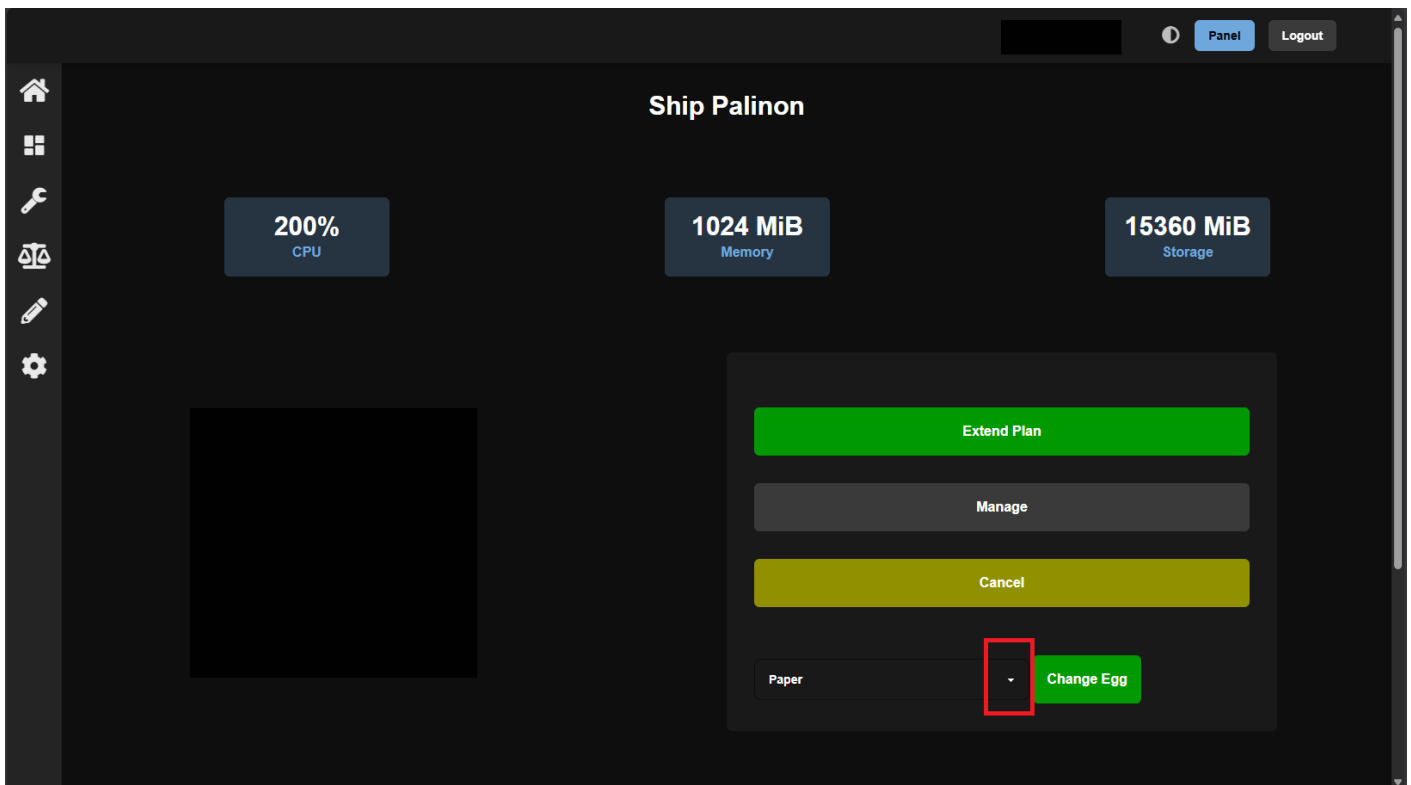 Panel
Logout
Ship Palinon
200%
CPU
1024 MiB
Memory
15360 MiB
Storage
Extend Plan
Manage
Cancel
Paper
Change Egg